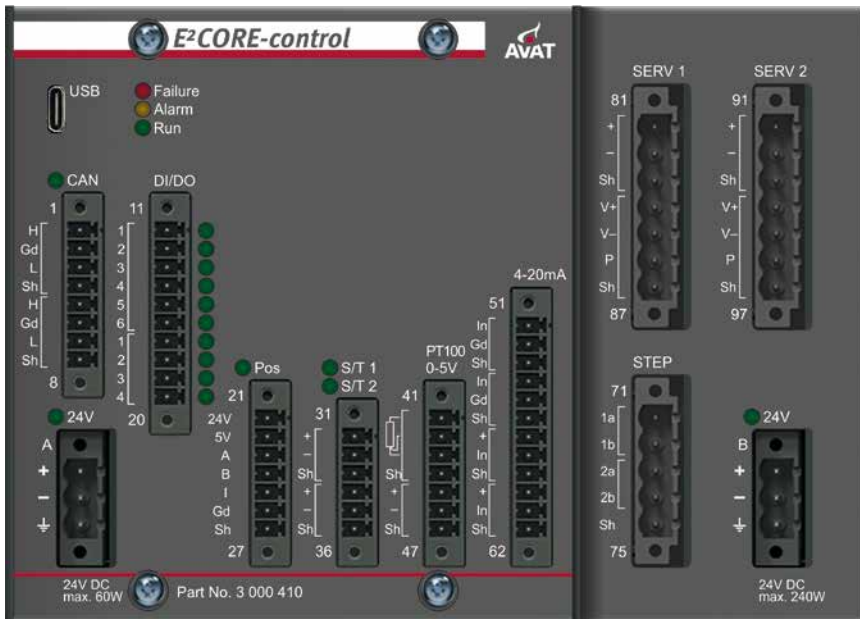 E²CORE-control
AVAT
USB
Failure
Alarm
Run
CAN
1
H
Gd
L
Sh
H
Gd
L
Sh
8
DI/DO
11
1
2
3
4
5
6
1
2
3
4
20
24V
A
+
–
24V DC
max. 60W
Pos
21
24V
5V
A
B
I
Gd
Sh
27
S/T 1
S/T 2
31
+
–
Sh
+
–
Sh
36
PT100
0-5V
41
Sh
+
–
Sh
47
4-20mA
51
In
Gd
Sh
In
Gd
Sh
+
In
Sh
+
In
Sh
62
Part No. 3 000 410
SERV 1
81
+
–
Sh
V+
V–
P
Sh
87
SERV 2
91
+
–
Sh
V+
V–
P
Sh
97
STEP
71
1a
1b
2a
2b
Sh
75
24V
B
+
–
24V DC
max. 240W